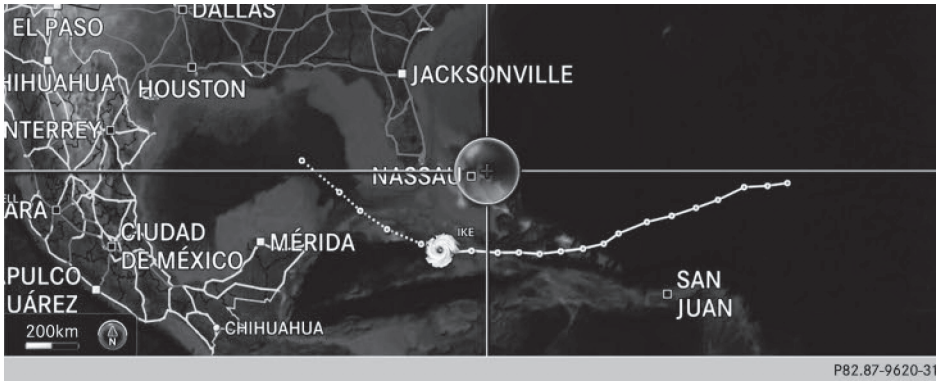 DALLAS
EL PASO
HIHUAHUA
HOUSTON
JACKSONVILLE
NTERREY
NASSAU
ELL
ARA
IKE
CIUDAD
DE MÉXICO
MÉRIDA
APULCO
UÁREZ
SAN
JUAN
CHIHUAHUA
200km
N
P82.87-9620-31